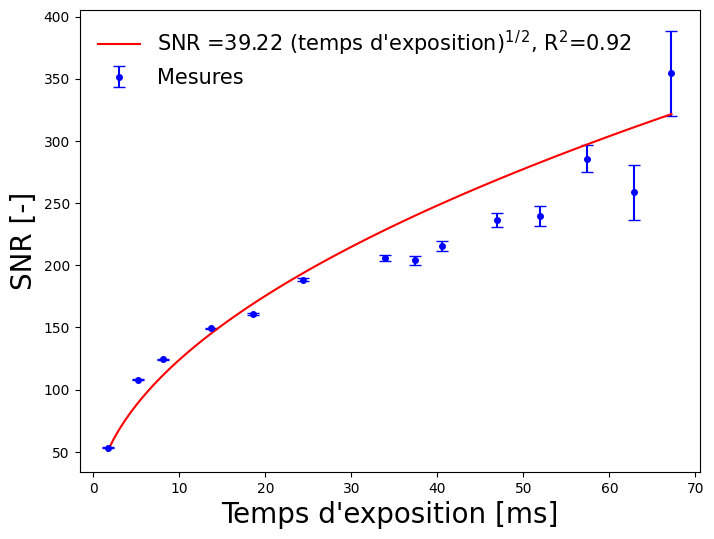 SNR =39.22 (temps d'exposition)^{1/2}, R^2=0.92
Mesures
400
350
300
250
200
150
100
50
SNR [-]
0 10 20 30 40 50 60 70
Temps d'exposition [ms]